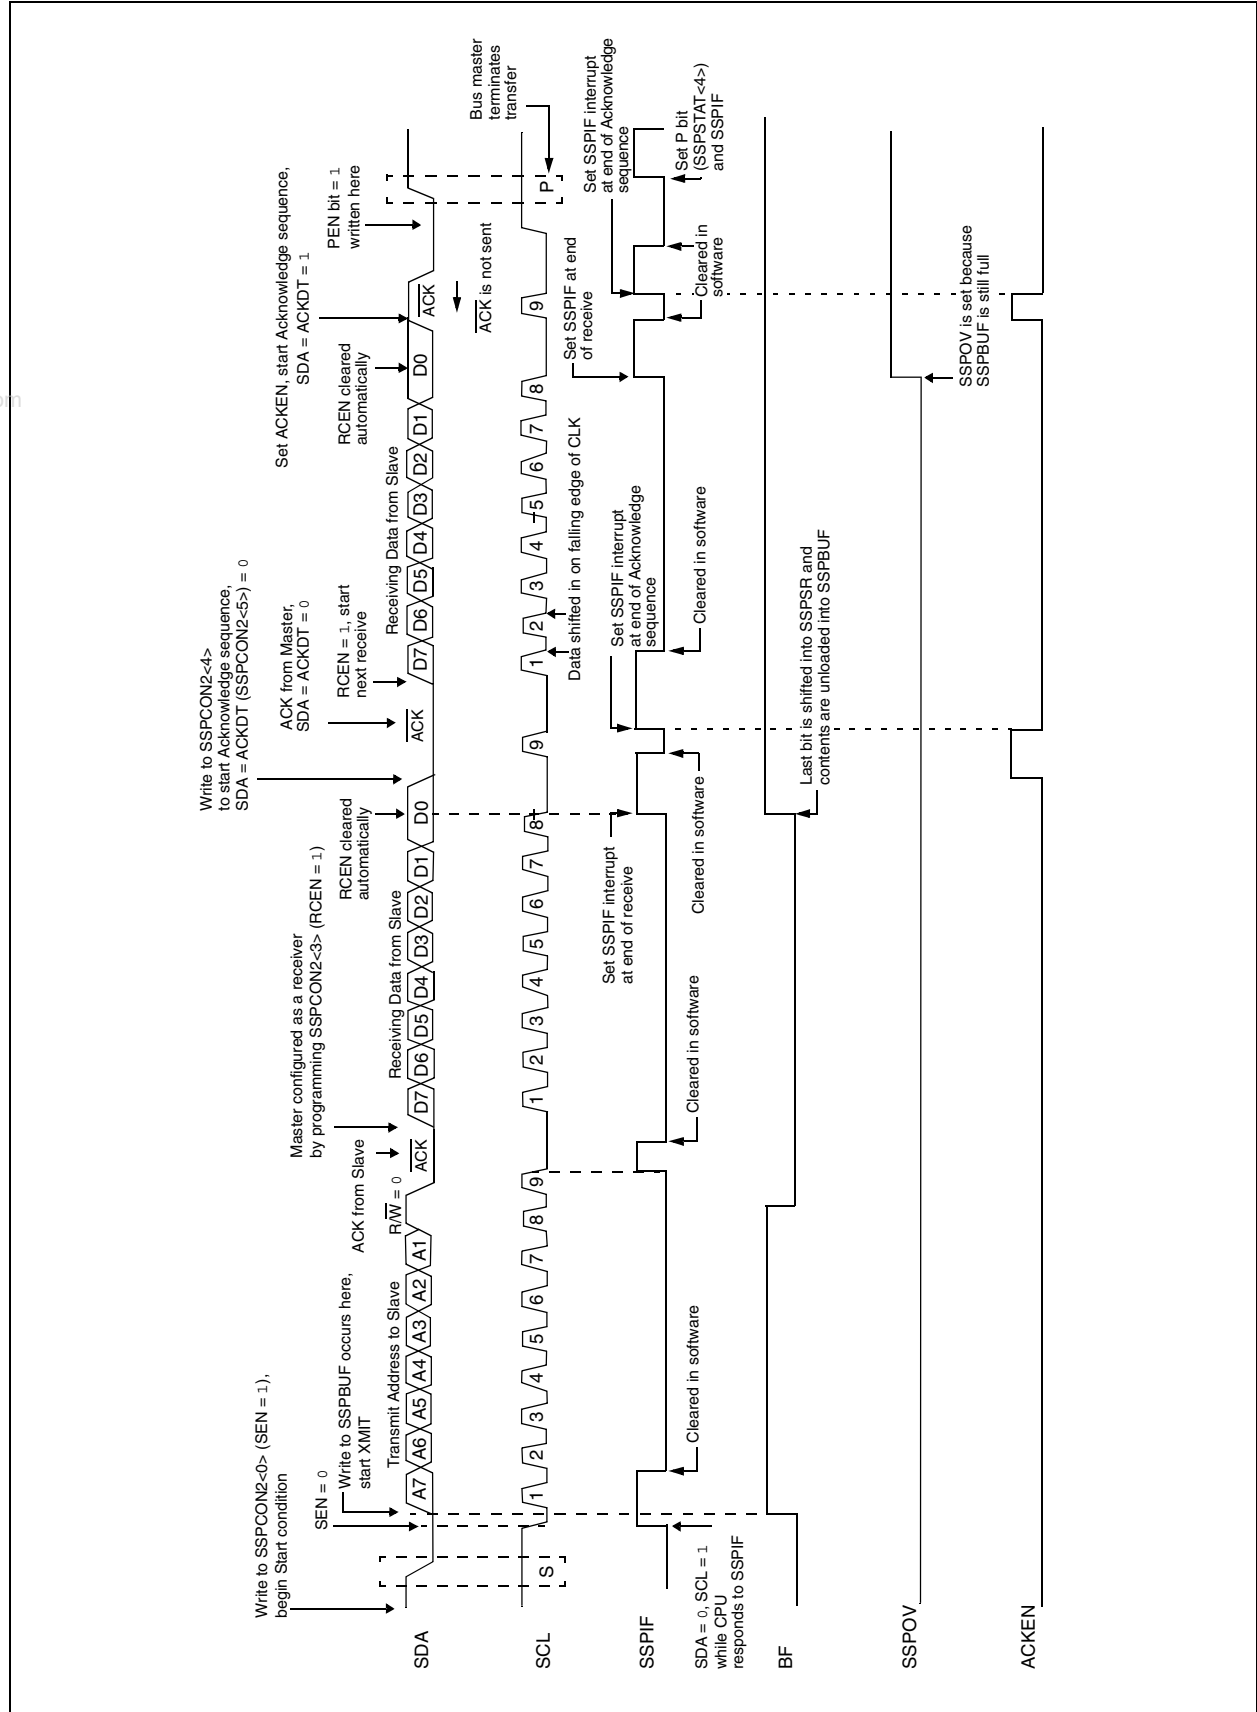 Write to SSPCON2<0> (SEN = 1),
begin Start condition
SEN = 0
Write to SSPBUF occurs here,
start XMIT
Transmit Address to Slave
R/W = 0
ACK from Slave
Master configured as a receiver
by programming SSPCON2<3> (RCEN = 1)
Receiving Data from Slave
RCEN cleared
automatically
Write to SSPCON2<4>
to start Acknowledge sequence,
SDA = ACKDT (SSPCON2<5>) = 0
ACK from Master,
SDA = ACKDT = 0
RCEN = 1, start
next receive
Receiving Data from Slave
RCEN cleared
automatically
Set ACKEN, start Acknowledge sequence,
SDA = ACKDT = 1
PEN bit = 1
written here
SDA
A7 A6 A5 A4 A3 A2 A1
ACK
D7 D6 D5 D4 D3 D2 D1 D0
ACK
D7 D6 D5 D4 D3 D2 D1 D0
ACK
ACK is not sent
Bus master
terminates
transfer
SCL
S
1 2 3 4 5 6 7 8 9
1 2 3 4 5 6 7 8 9
1 2 3 4 5 6 7 8 9
P
Data shifted in on falling edge of CLK
Set SSPIF interrupt
at end of receive
Set SSPIF interrupt
at end of Acknowledge
sequence
Set SSPIF at end
of receive
Set SSPIF interrupt
at end of Acknowledge
sequence
SSPIF
SDA = 0, SCL = 1
while CPU
responds to SSPIF
Cleared in software
Cleared in software
Cleared in software
Cleared in software
Cleared in software
Cleared in
software
Set P bit
(SSPSTAT<4>)
and SSPIF
BF
Last bit is shifted into SSPSR and
contents are unloaded into SSPBUF
SSPOV
SSPOV is set because
SSPBUF is still full
ACKEN
om